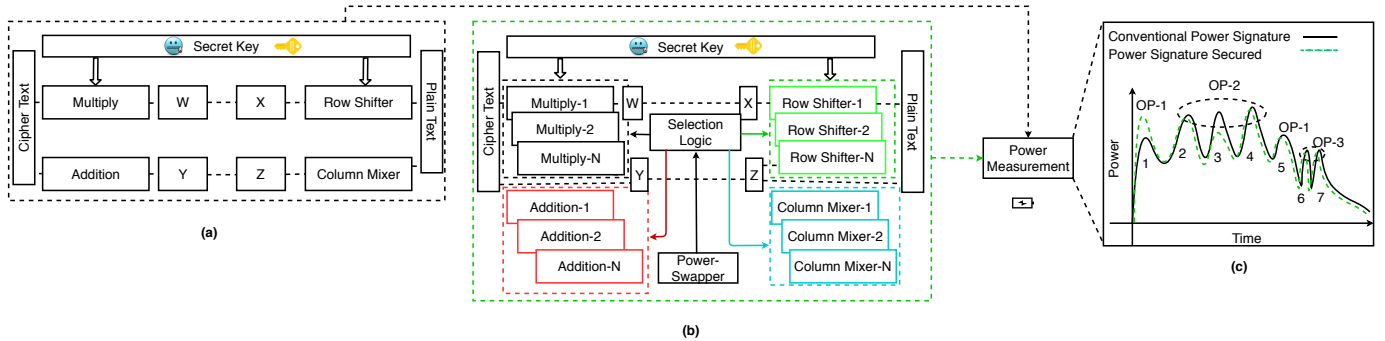 Secret Key
Cipher Text
Plain Text
Multiply
W
X
Row Shifter
Addition
Y
Z
Column Mixer
(a)
Secret Key
Cipher Text
Plain Text
Multiply-1
Multiply-2
Multiply-N
W
X
Selection
Logic
Row Shifter-1
Row Shifter-2
Row Shifter-N
Y
Z
Addition-1
Addition-2
Addition-N
Power-
Swapper
Column Mixer-1
Column Mixer-2
Column Mixer-N
(b)
Power
Measurement
Conventional Power Signature
Power Signature Secured
OP-1
OP-2
OP-1
OP-3
1
2
3
4
5
6
7
Power
Time
(c)